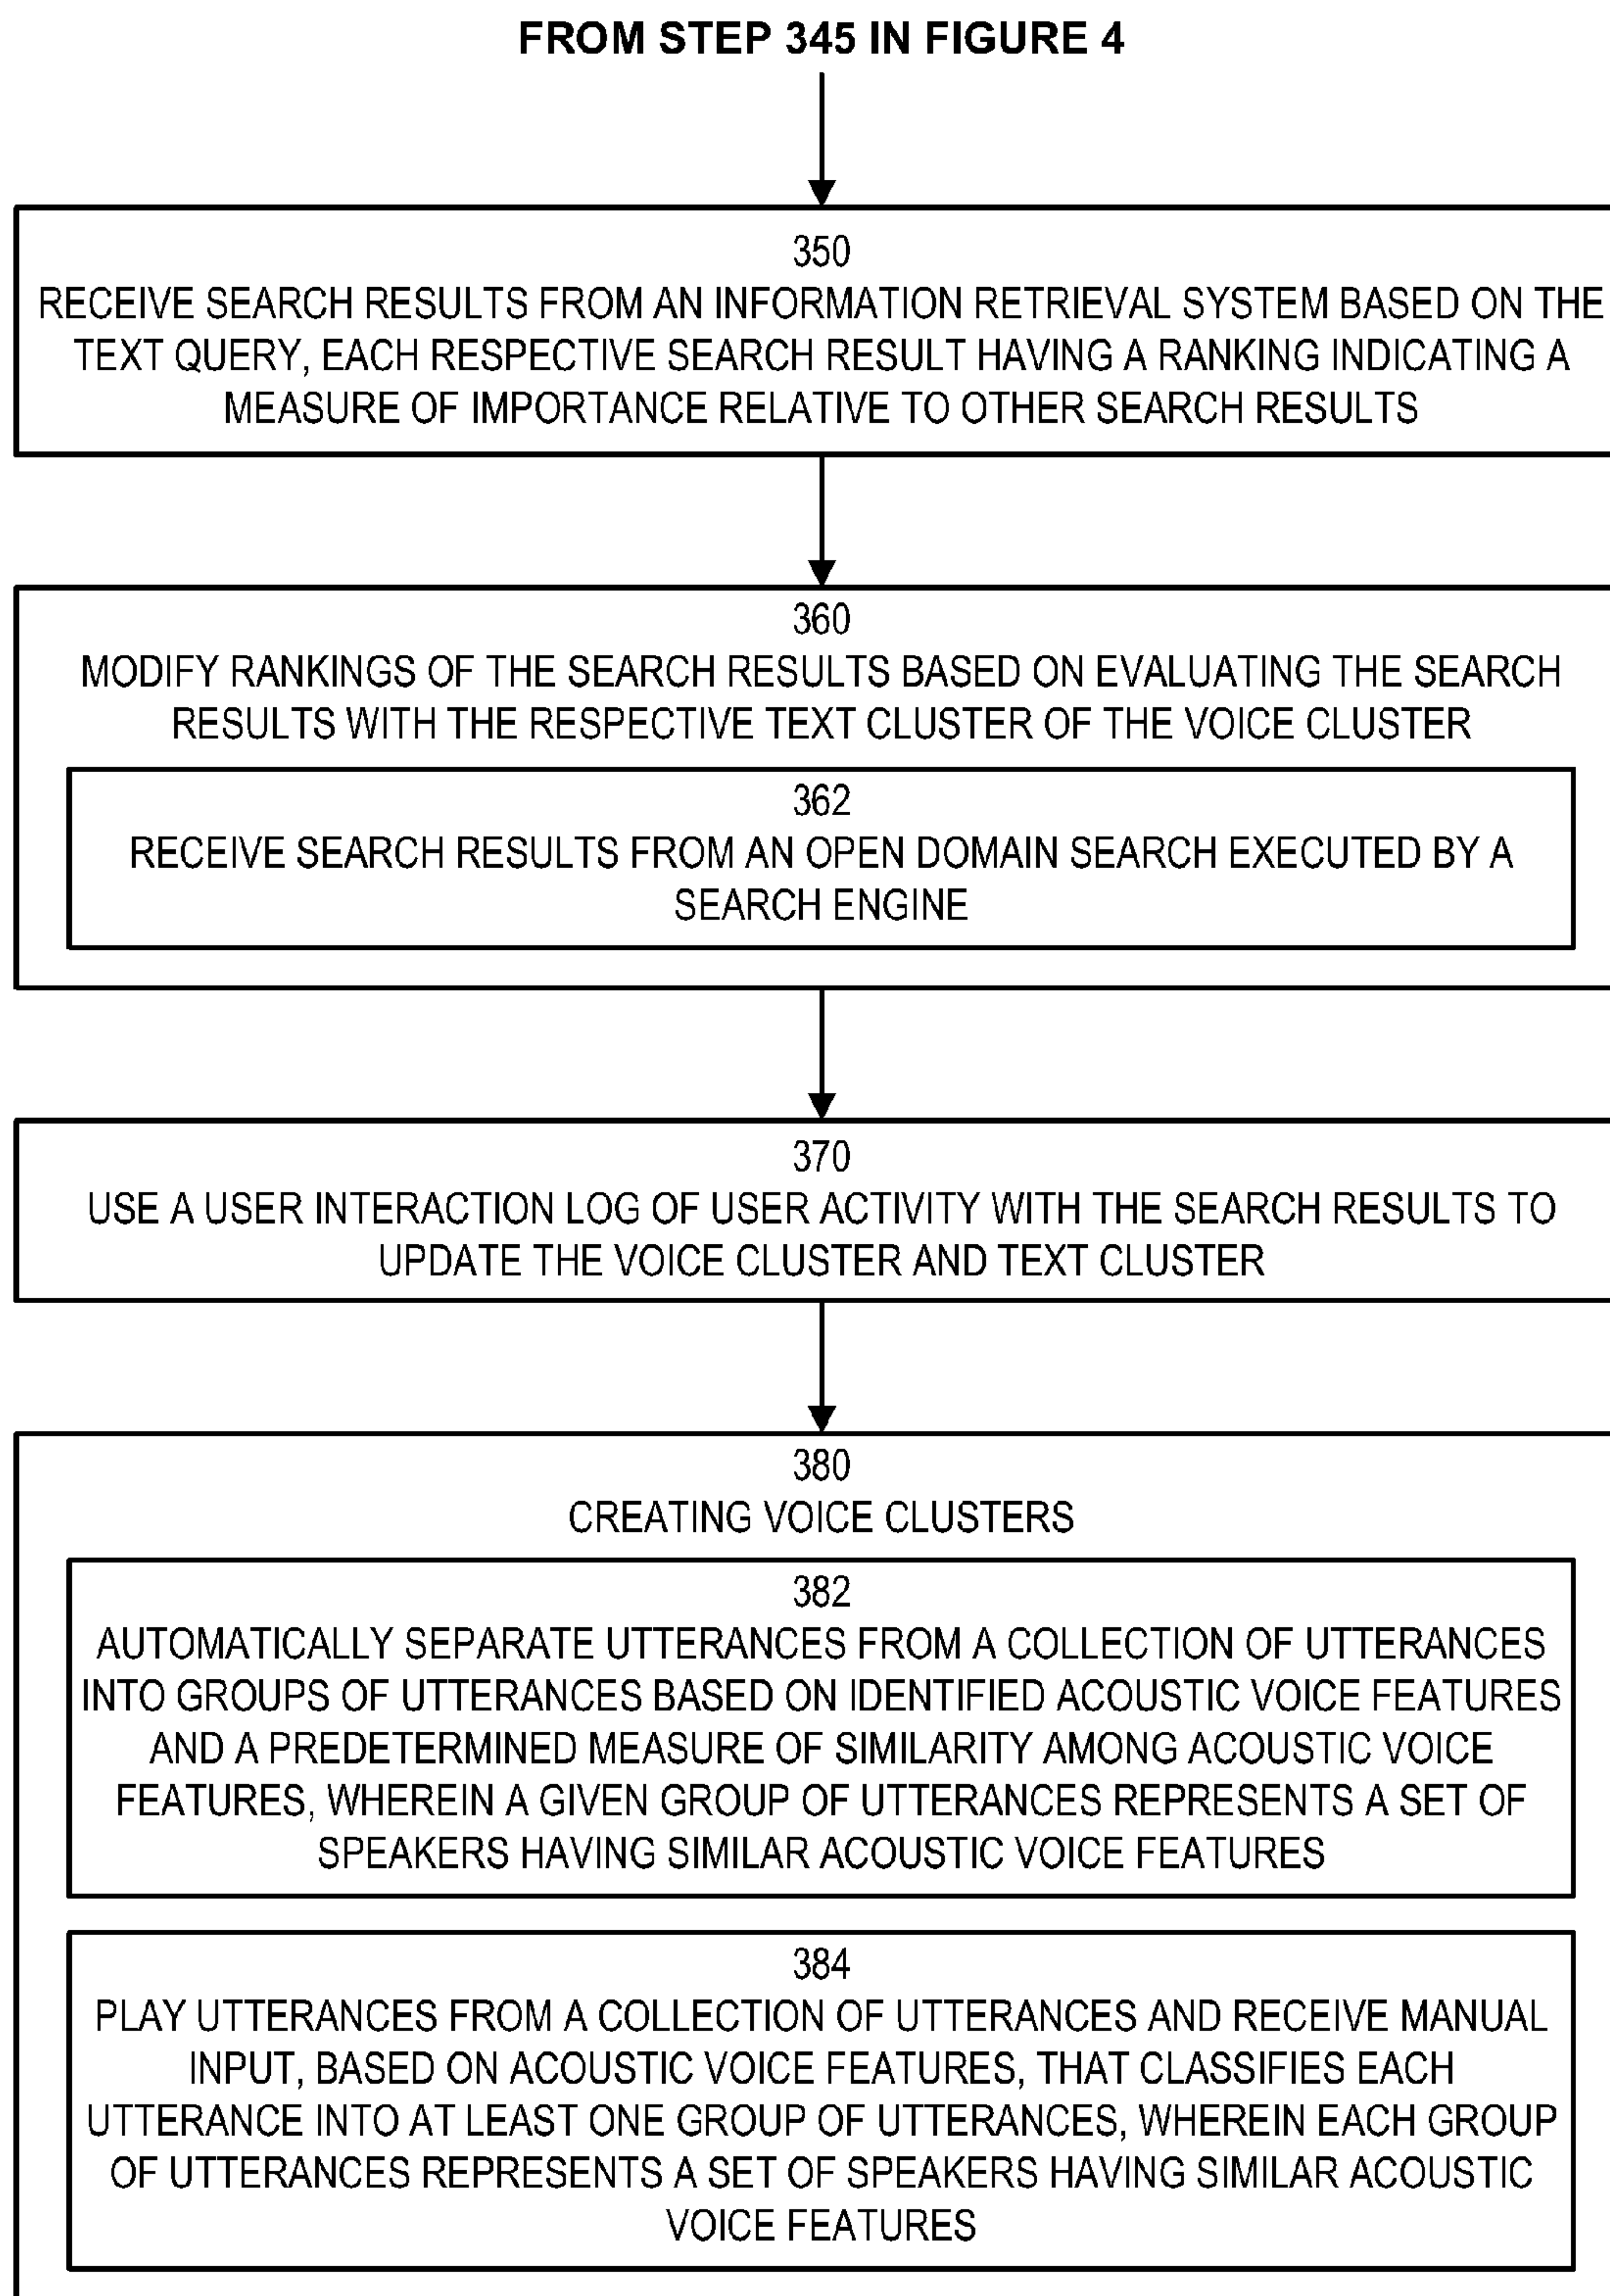 FROM STEP 345 IN FIGURE 4
350
RECEIVE SEARCH RESULTS FROM AN INFORMATION RETRIEVAL SYSTEM BASED ON THE
TEXT QUERY, EACH RESPECTIVE SEARCH RESULT HAVING A RANKING INDICATING A
MEASURE OF IMPORTANCE RELATIVE TO OTHER SEARCH RESULTS
360
MODIFY RANKINGS OF THE SEARCH RESULTS BASED ON EVALUATING THE SEARCH
RESULTS WITH THE RESPECTIVE TEXT CLUSTER OF THE VOICE CLUSTER
362
RECEIVE SEARCH RESULTS FROM AN OPEN DOMAIN SEARCH EXECUTED BY A
SEARCH ENGINE
370
USE A USER INTERACTION LOG OF USER ACTIVITY WITH THE SEARCH RESULTS TO
UPDATE THE VOICE CLUSTER AND TEXT CLUSTER
380
CREATING VOICE CLUSTERS
382
AUTOMATICALLY SEPARATE UTTERANCES FROM A COLLECTION OF UTTERANCES
INTO GROUPS OF UTTERANCES BASED ON IDENTIFIED ACOUSTIC VOICE FEATURES
AND A PREDETERMINED MEASURE OF SIMILARITY AMONG ACOUSTIC VOICE
FEATURES, WHEREIN A GIVEN GROUP OF UTTERANCES REPRESENTS A SET OF
SPEAKERS HAVING SIMILAR ACOUSTIC VOICE FEATURES
384
PLAY UTTERANCES FROM A COLLECTION OF UTTERANCES AND RECEIVE MANUAL
INPUT, BASED ON ACOUSTIC VOICE FEATURES, THAT CLASSIFIES EACH
UTTERANCE INTO AT LEAST ONE GROUP OF UTTERANCES, WHEREIN EACH GROUP
OF UTTERANCES REPRESENTS A SET OF SPEAKERS HAVING SIMILAR ACOUSTIC
VOICE FEATURES